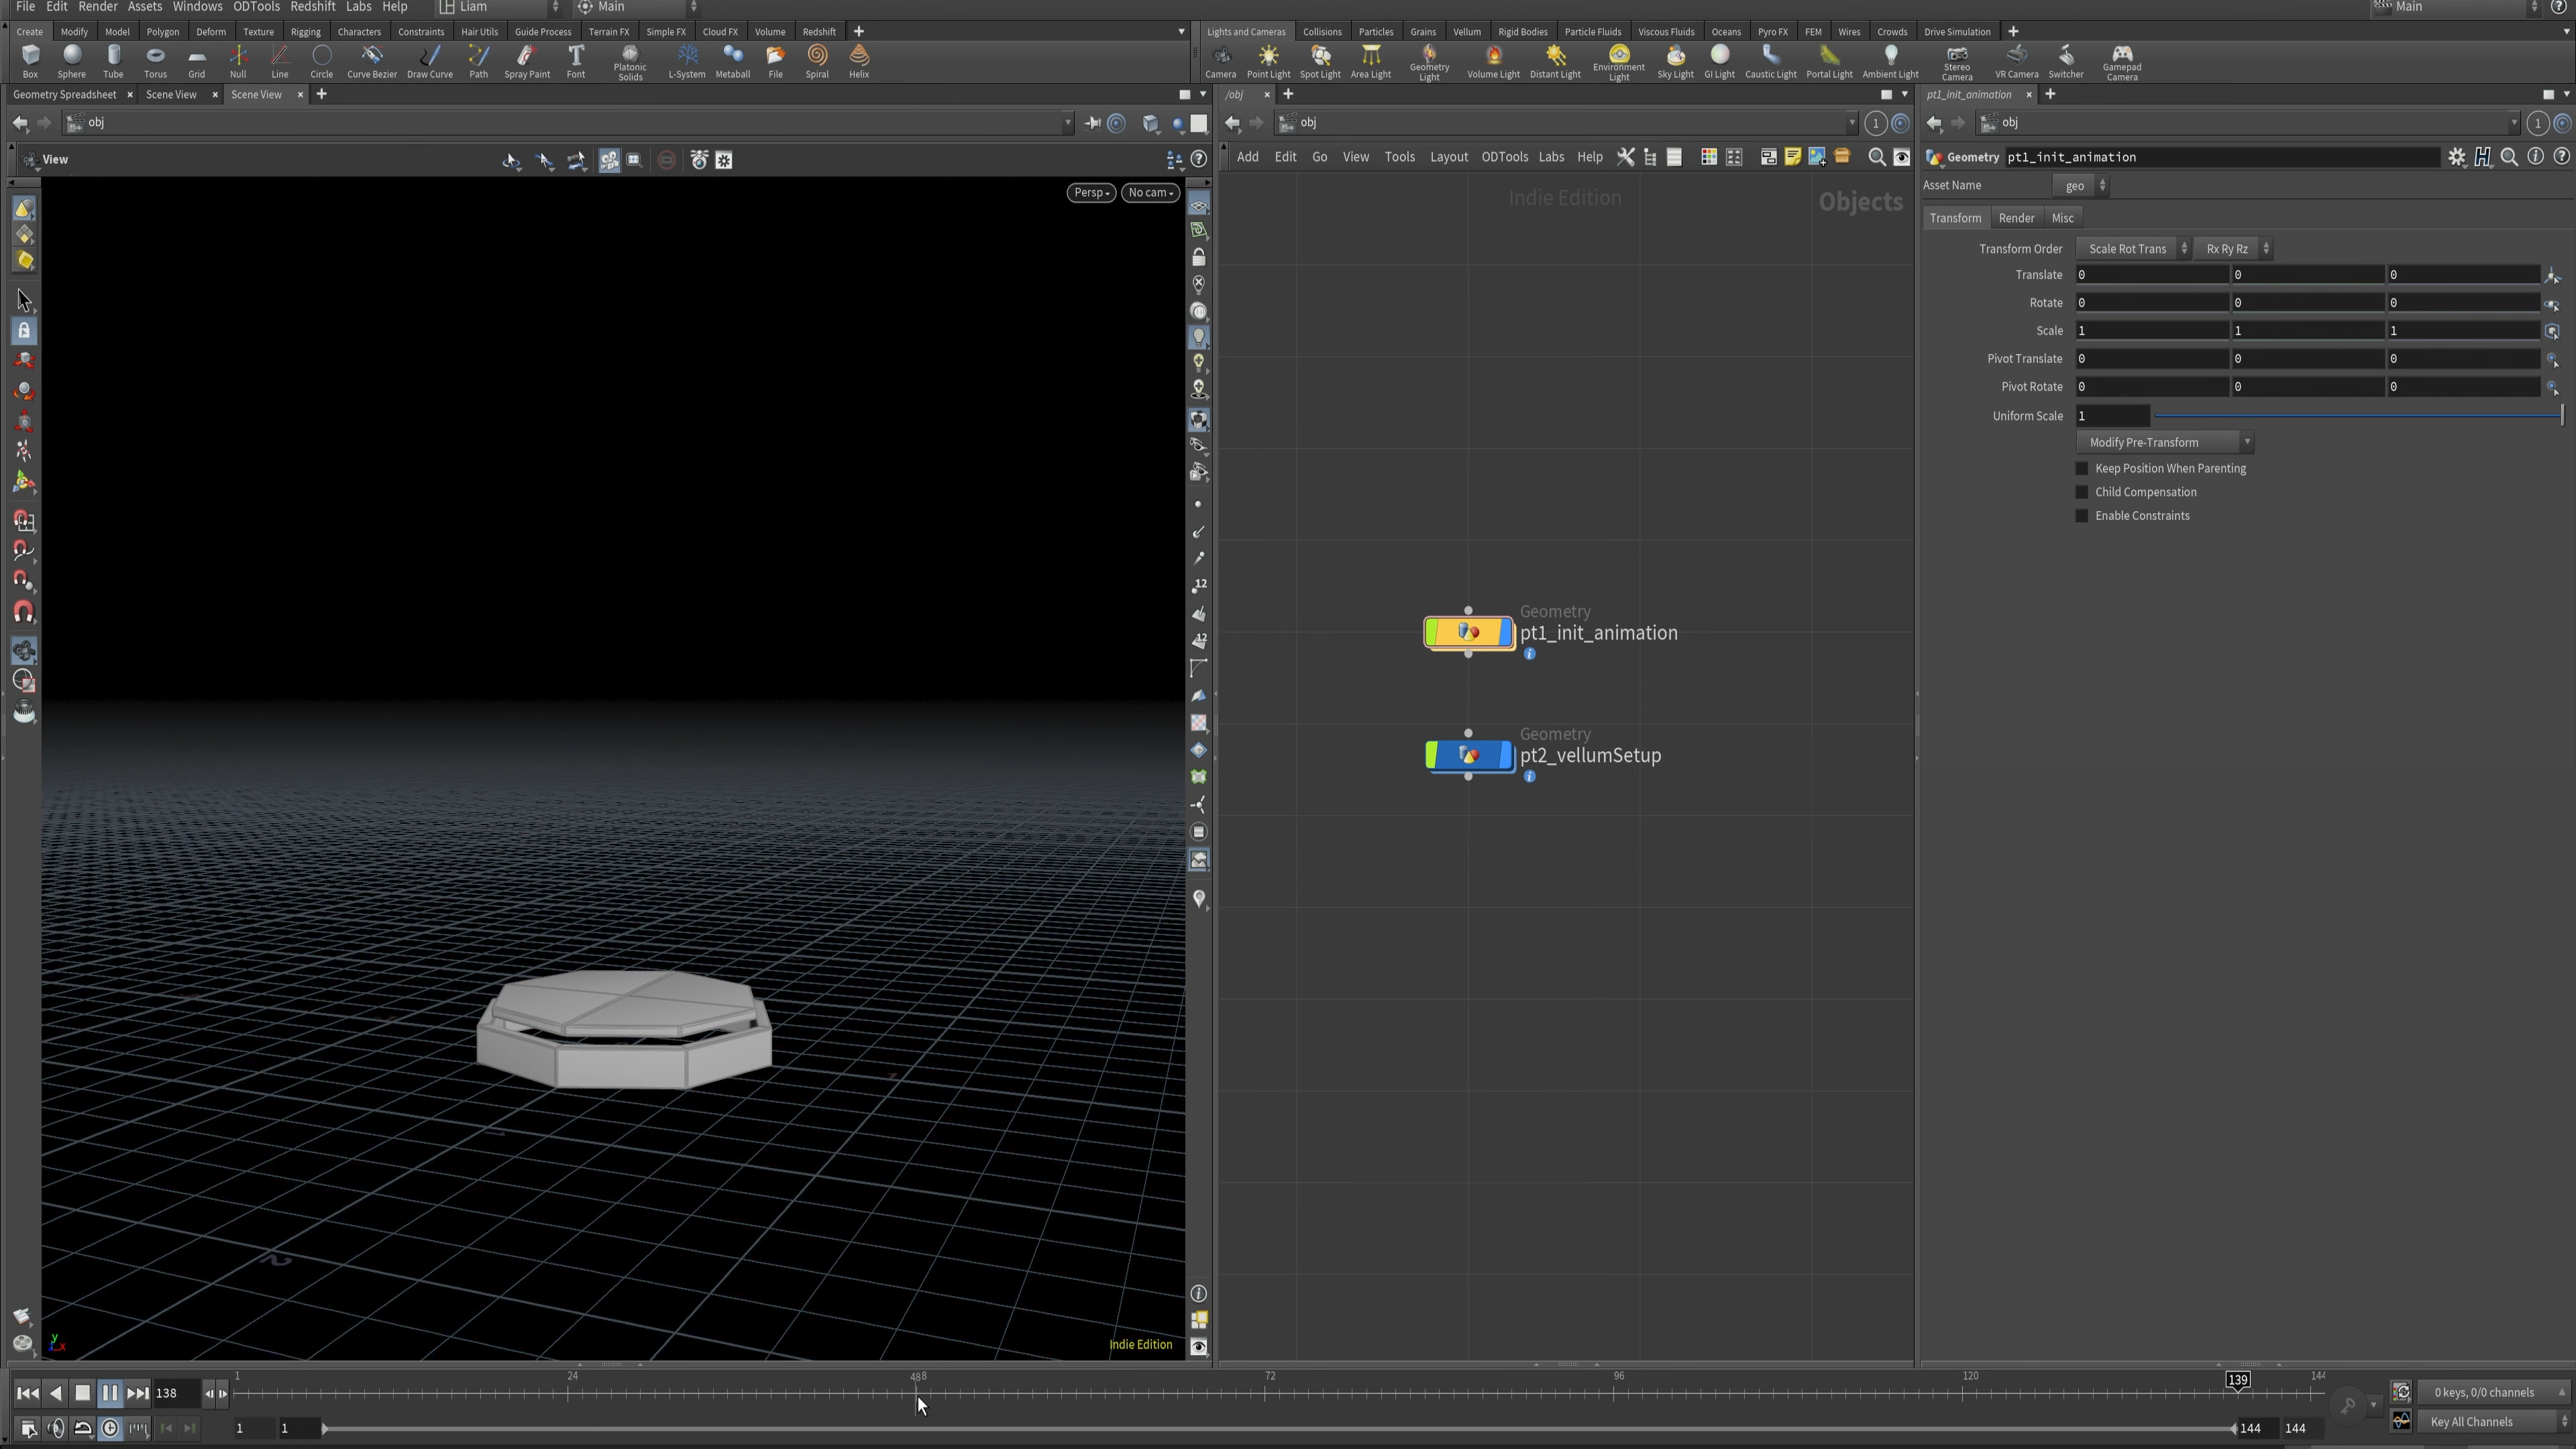 File Edit Render Assets Windows ODTools Redshift Labs Help Liam Main Main
Create Modify Model Polygon Deform Texture Rigging Characters Constraints Hair Utils Guide Process Terrain FX Simple FX Cloud FX Volume Redshift
Lights and Cameras Collisions Particles Grains Vellum Rigid Bodies Particle Fluids Viscous Fluids Oceans Pyro FX FEM Wires Crowds Drive Simulation
Box Sphere Tube Torus Grid Null Line Circle Curve Bezier Draw Curve Path Spray Paint Font Platonic Solids L-System Metaball File Spiral Helix
Camera Point Light Spot Light Area Light Geometry Light Volume Light Distant Light Environment Light Sky Light GI Light Caustic Light Portal Light Ambient Light Stereo Camera VR Camera Switcher Gamepad Camera
Geometry Spreadsheet Scene View Scene View
obj
View
Persp No cam
Indie Edition
/obj
obj
1
Add Edit Go View Tools Layout ODTools Labs Help
Indie Edition Objects
Geometry
pt1_init_animation
Geometry
pt2_vellumSetup
pt1_init_animation
obj
1
Geometry pt1_init_animation
Asset Name geo
Transform Render Misc
Transform Order Scale Rot Trans Rx Ry Rz
Translate 0 0 0
Rotate 0 0 0
Scale 1 1 1
Pivot Translate 0 0 0
Pivot Rotate 0 0 0
Uniform Scale 1
Modify Pre-Transform
Keep Position When Parenting
Child Compensation
Enable Constraints
12
12
2
y
x
138 1 24 48 72 96 120 139 144
0 keys, 0/0 channels
1 1 144 144
Key All Channels